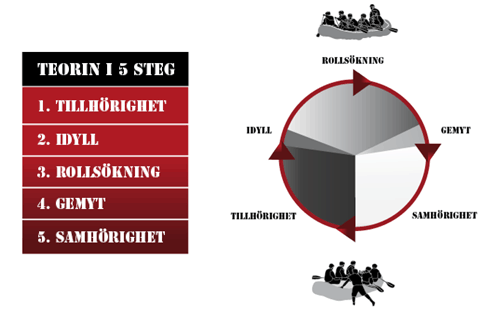 TEORIN I 5 STEG
1. TILLHÖRIGHET
2. IDYLL
3. ROLLSÖKNING
4. GEMYT
5. SAMHÖRIGHET
ROLLSÖKNING
IDYLL
GEMYT
TILLHÖRIGHET
SAMHÖRIGHET